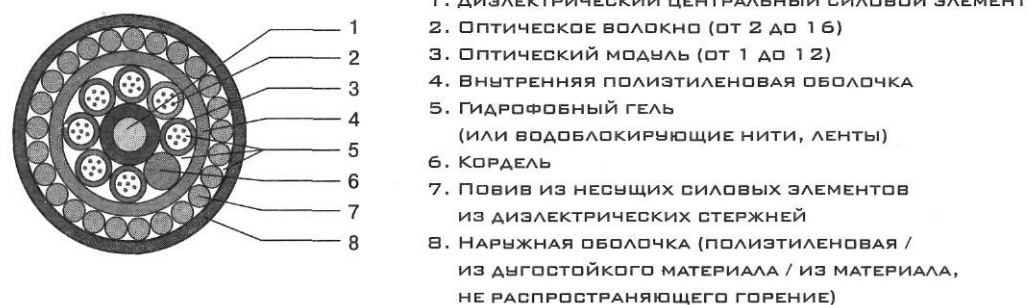 1
2
3
4
5
6
7
8
1. Диэлектрический центральный силовой элемент
2. Оптическое волокно (от 2 до 16)
3. Оптический модуль (от 1 до 12)
4. Внутренняя полиэтиленовая оболочка
5. Гидрофобный гель
(или водоблокирующие нити, ленты)
6. Кордель
7. Повив из несущих силовых элементов
из диэлектрических стержней
8. Наружная оболочка (полиэтиленовая /
из дугостойкого материала / из материала,
не распространяющего горение)